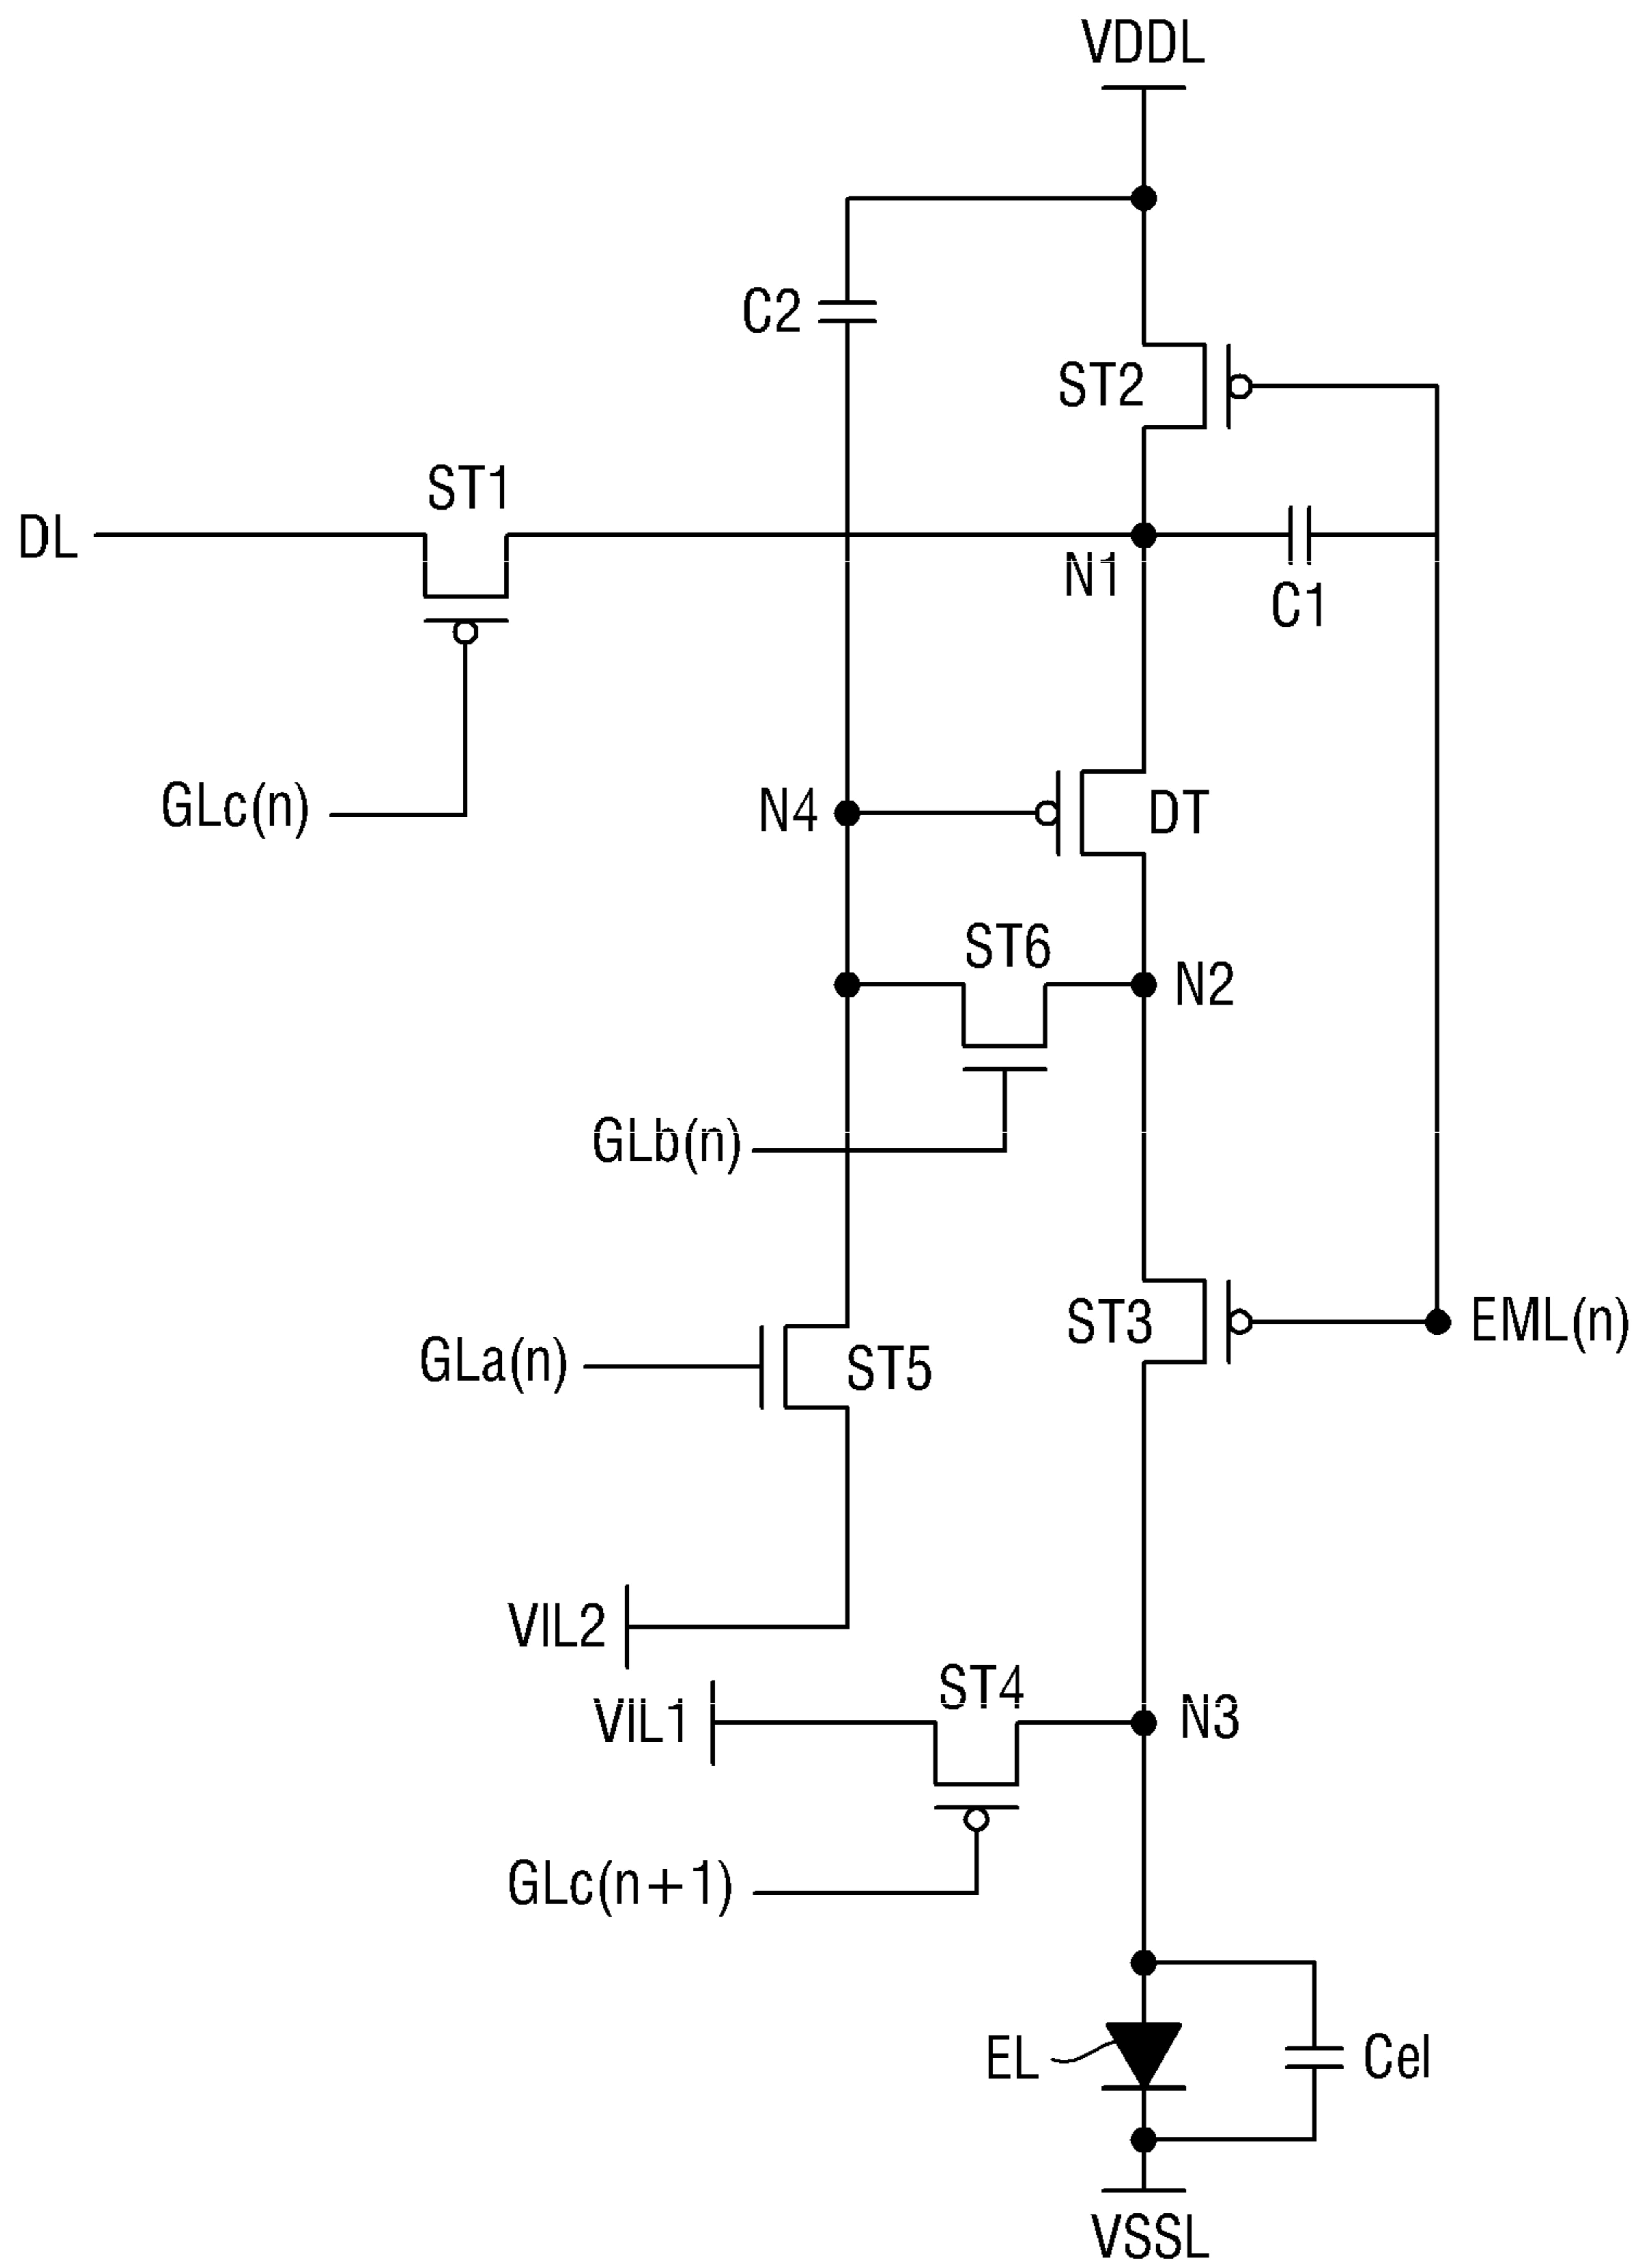 VDDL
C2
ST2
ST1
DL
N1
C1
GLc(n)
N4
DT
ST6
N2
GLb(n)
ST3
EML(n)
GLa(n)
ST5
VIL2
ST4
VIL1
N3
GLc(n+1)
EL
Cel
VSSL